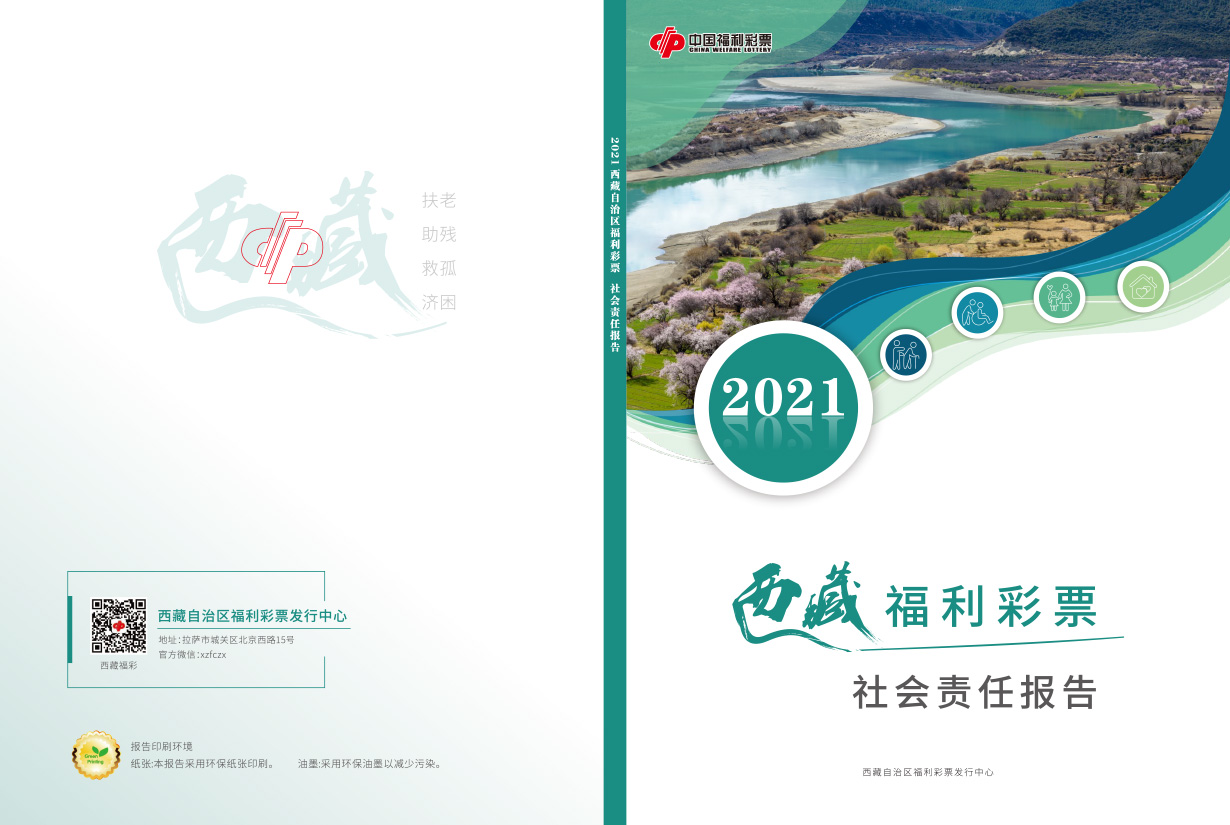 西藏
扶老
助残
救孤
济困
西藏自治区福利彩票发行中心
地址:拉萨市城关区北京西路15号
官方微信:xzfczx
西藏福彩
Green
Printing
报告印刷环境
纸张:本报告采用环保纸张印刷。 油墨:采用环保油墨以减少污染。
2021 西藏自治区福利彩票 社会责任报告
中国福利彩票
CHINA WELFARE LOTTERY
2021
西藏 福利彩票
社会责任报告
西藏自治区福利彩票发行中心